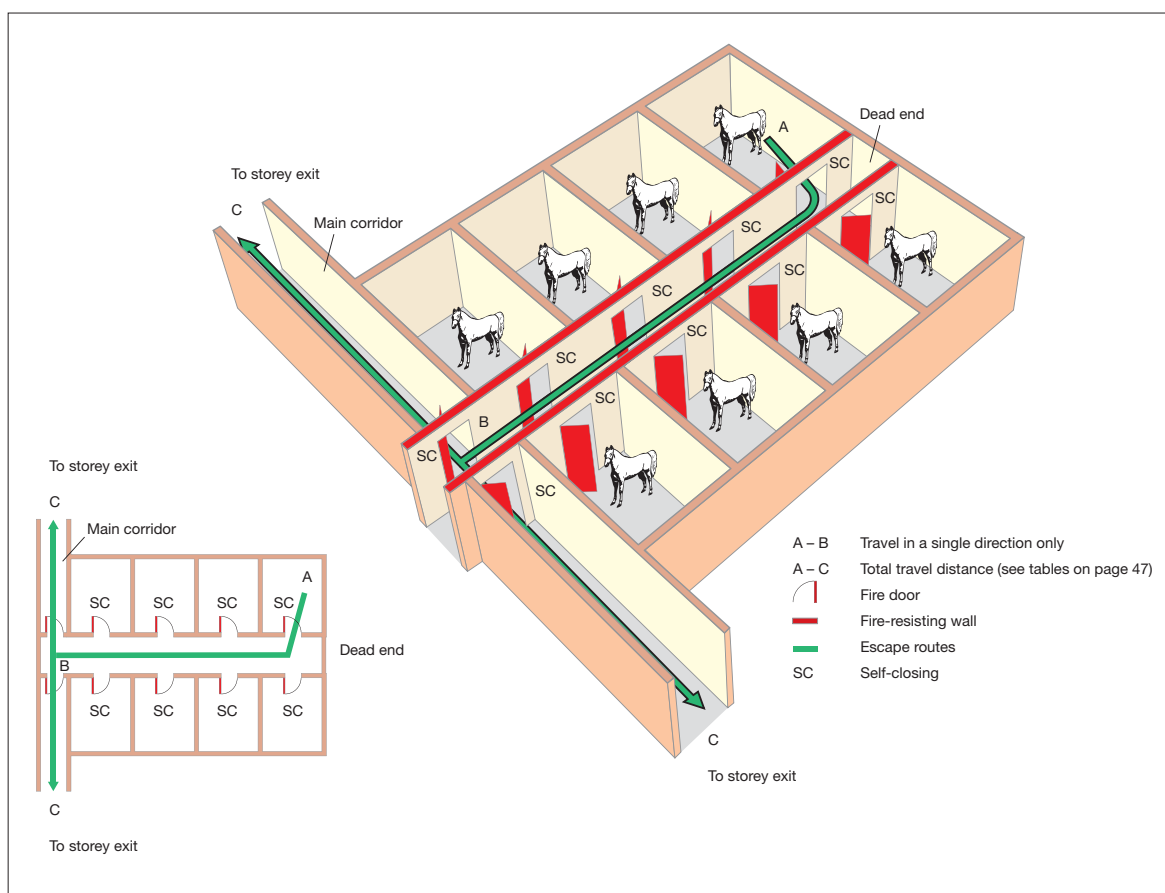 To storey exit
C
Main corridor
A
Dead end
SC
SC
SC
SC
SC
SC
SC
SC
B
SC
SC
SC
C
To storey exit
To storey exit
C
Main corridor
A
SC
SC
SC
SC
Dead end
B
SC
SC
SC
SC
C
To storey exit
A – B Travel in a single direction only
A – C Total travel distance (see tables on page 47)
Fire door
Fire-resisting wall
Escape routes
SC Self-closing